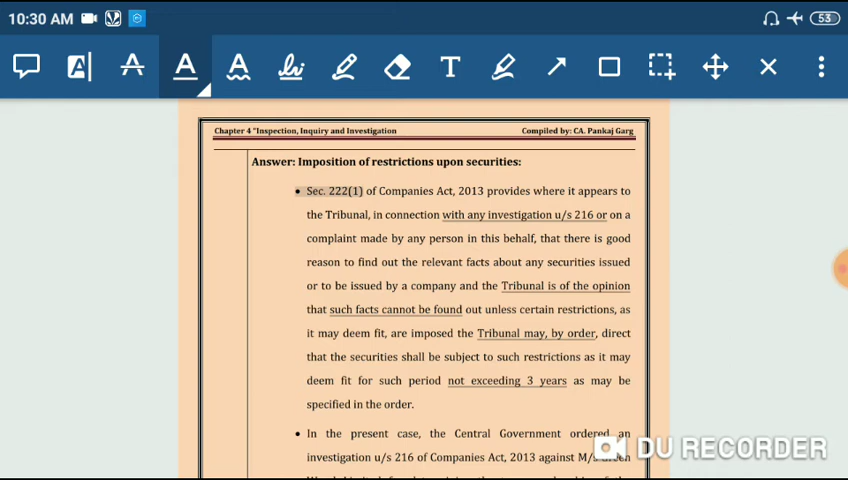 10:30 AM 53
A A A A T
Chapter 4 "Inspection, Inquiry and Investigation Compiled by: CA. Pankaj Garg
Answer: Imposition of restrictions upon securities:
• Sec. 222(1) of Companies Act, 2013 provides where it appears to
the Tribunal, in connection with any investigation u/s 216 or on a
complaint made by any person in this behalf, that there is good
reason to find out the relevant facts about any securities issued
or to be issued by a company and the Tribunal is of the opinion
that such facts cannot be found out unless certain restrictions, as
it may deem fit, are imposed the Tribunal may, by order, direct
that the securities shall be subject to such restrictions as it may
deem fit for such period not exceeding 3 years as may be
specified in the order.
• In the present case, the Central Government ordered an
investigation u/s 216 of Companies Act, 2013 against M/s
DU RECORDER